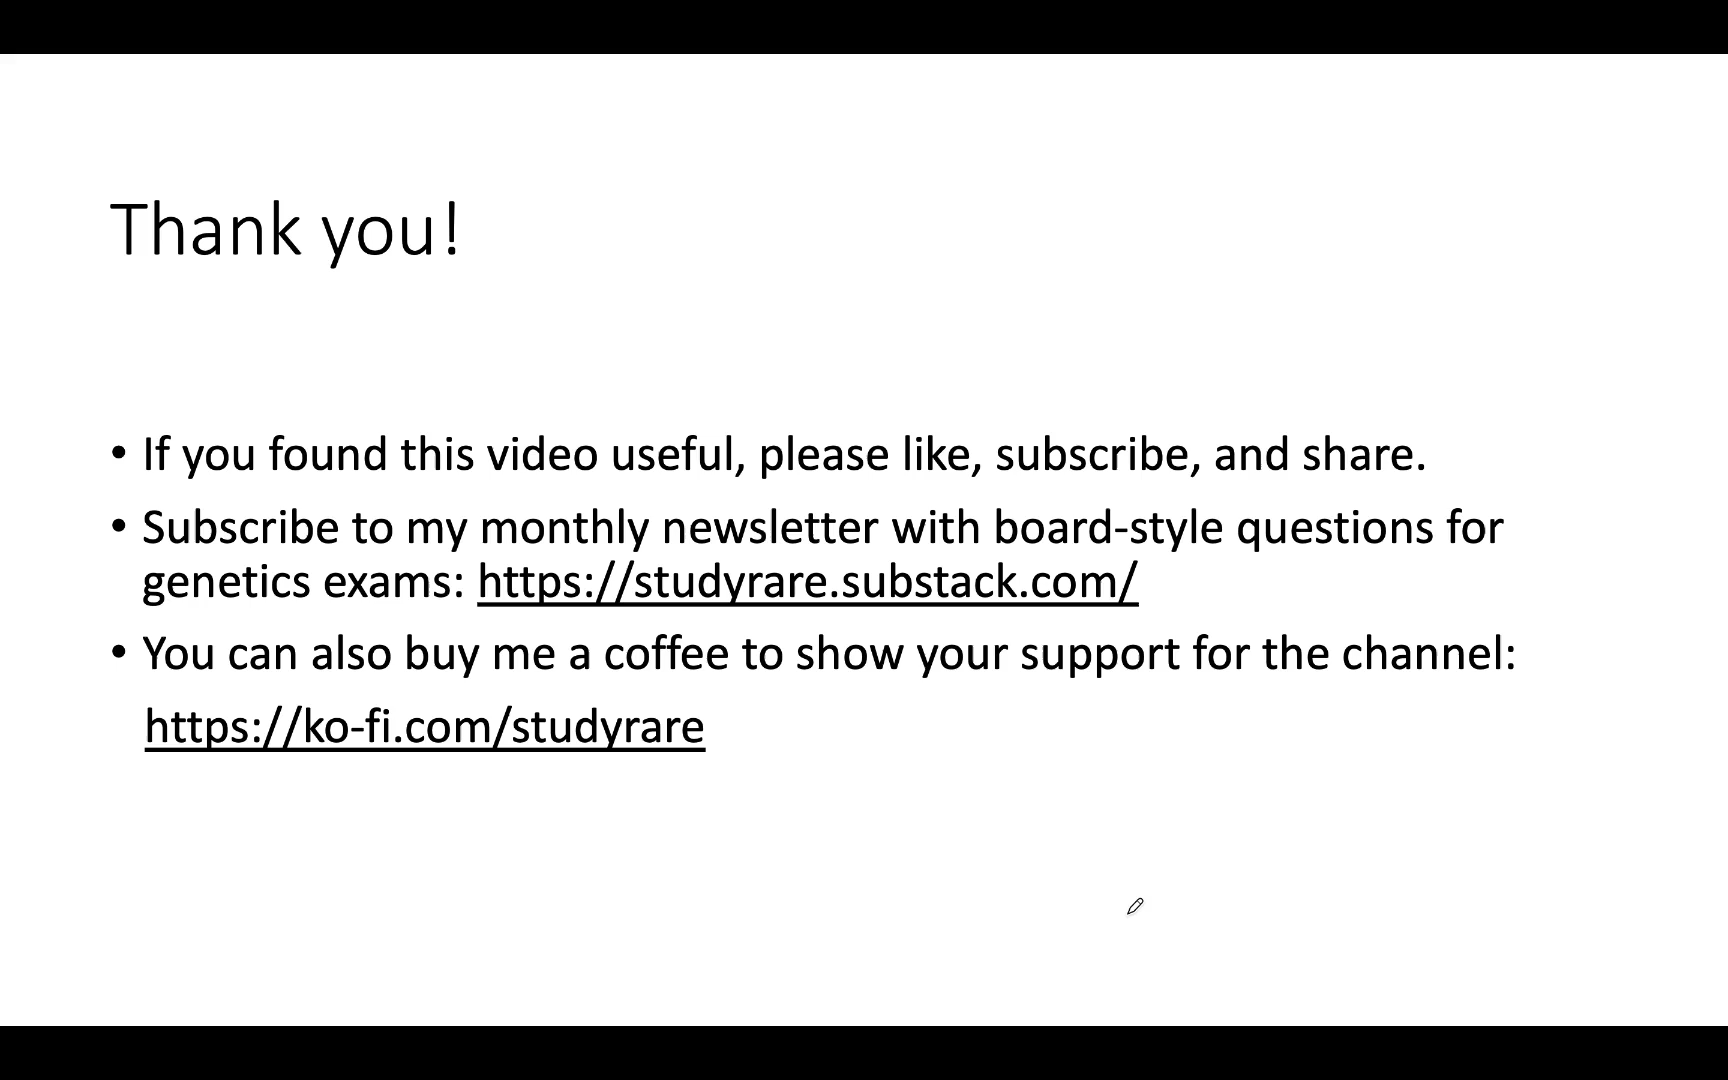 Thank you!
• If you found this video useful, please like, subscribe, and share.
• Subscribe to my monthly newsletter with board-style questions for
genetics exams: https://studyrare.substack.com/
• You can also buy me a coffee to show your support for the channel:
https://ko-fi.com/studyrare